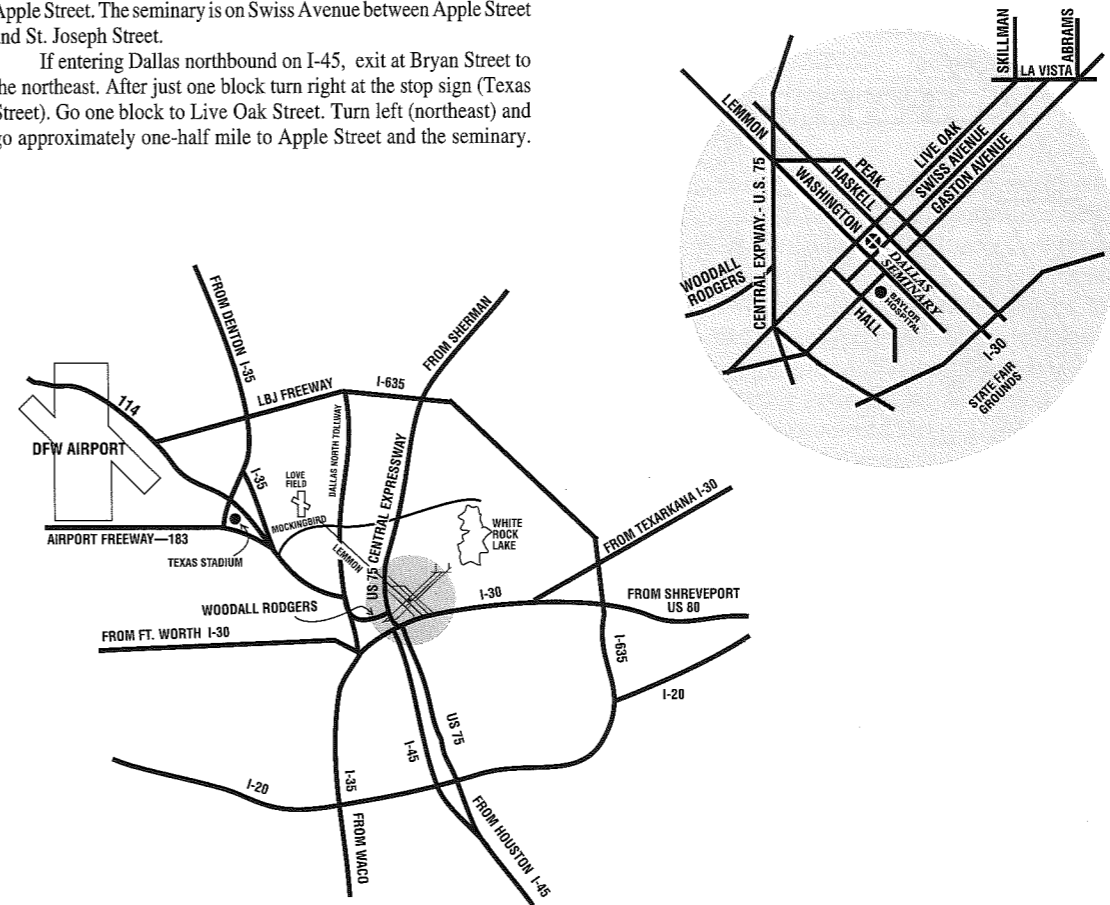 Apple Street. The seminary is on Swiss Avenue between Apple Street
nd St. Joseph Street.
If entering Dallas northbound on I-45, exit at Bryan Street to
he northeast. After just one block turn right at the stop sign (Texas
Street). Go one block to Live Oak Street. Turn left (northeast) and
go approximately one-half mile to Apple Street and the seminary.
SKILLMAN
ABRAMS
LA VISTA
LEMMON
LIVE OAK
SWISS AVENUE
GASTON AVENUE
PEAK
HASKELL
WASHINGTON
CENTRAL EXPWAY.- U.S. 75
WOODALL
RODGERS
DALLAS
SEMINARY
BAYLOR
HOSPITAL
HALL
I-30
STATE FAIR
GROUNDS
FROM DENTON I-35
FROM SHERMAN
LBJ FREEWAY
I-635
114
DFW AIRPORT
I-35
LOVE
FIELD
DALLAS NORTH TOLLWAY
US 75 CENTRAL EXPRESSWAY
MOCKINGBIRD
WHITE
ROCK
LAKE
FROM TEXARKANA I-30
AIRPORT FREEWAY—183
TEXAS STADIUM
LEMMON
WOODALL RODGERS
I-30
FROM SHREVEPORT
US 80
FROM FT. WORTH I-30
I-635
I-20
US 75
I-45
I-20
I-35
FROM WACO
FROM HOUSTON I-45